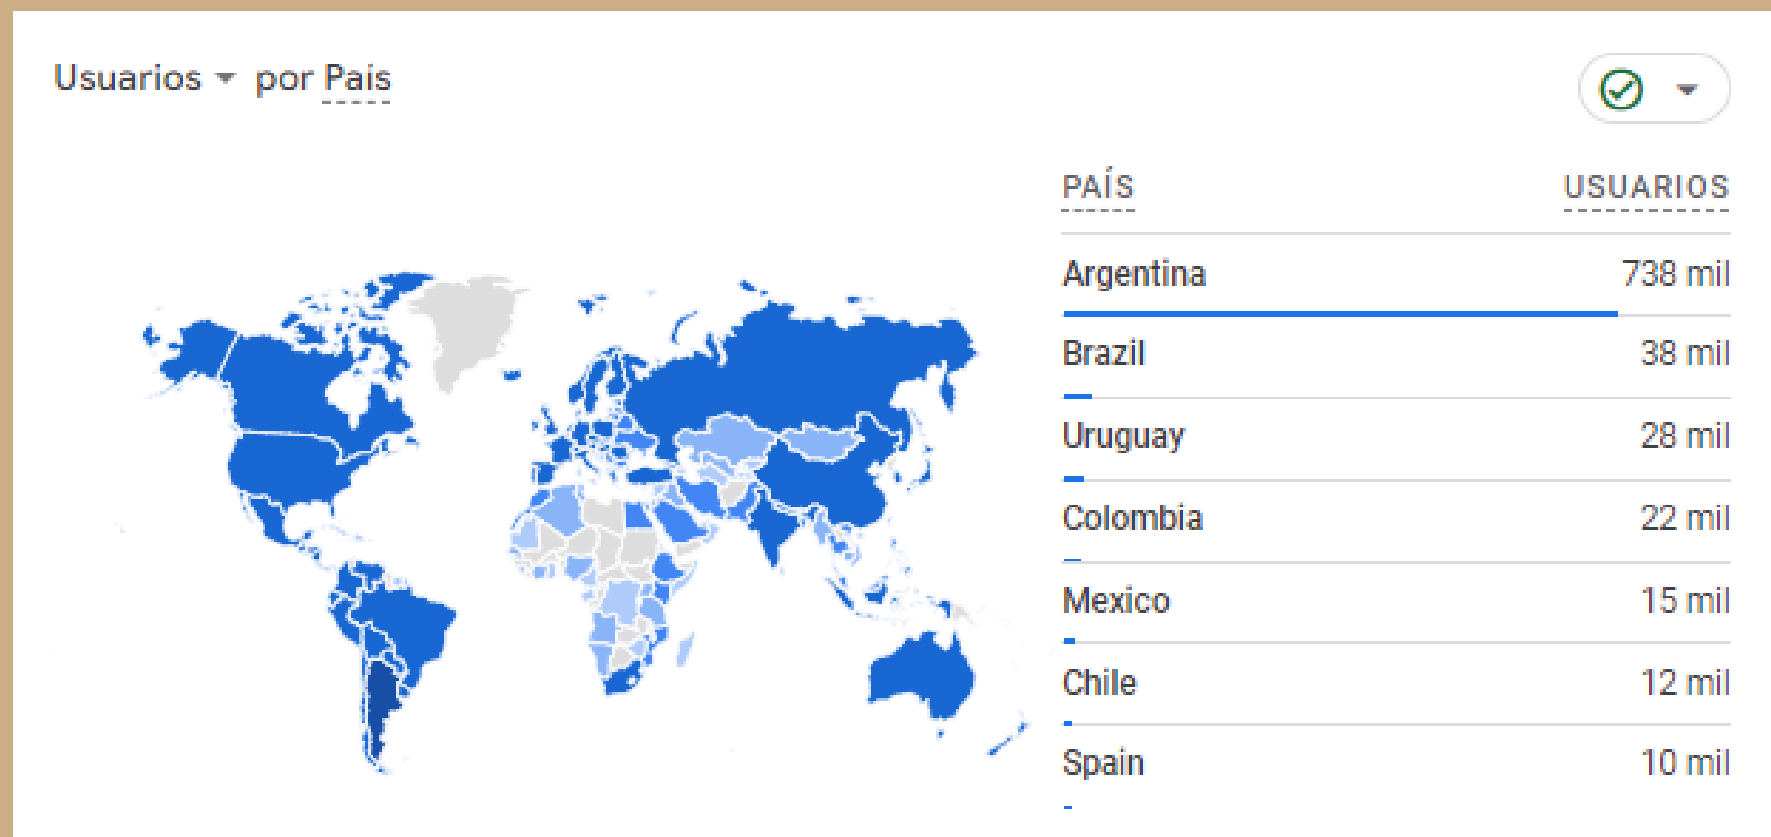 Usuarios por País
PAÍS USUARIOS
Argentina 738 mil
Brazil 38 mil
Uruguay 28 mil
Colombia 22 mil
Mexico 15 mil
Chile 12 mil
Spain 10 mil